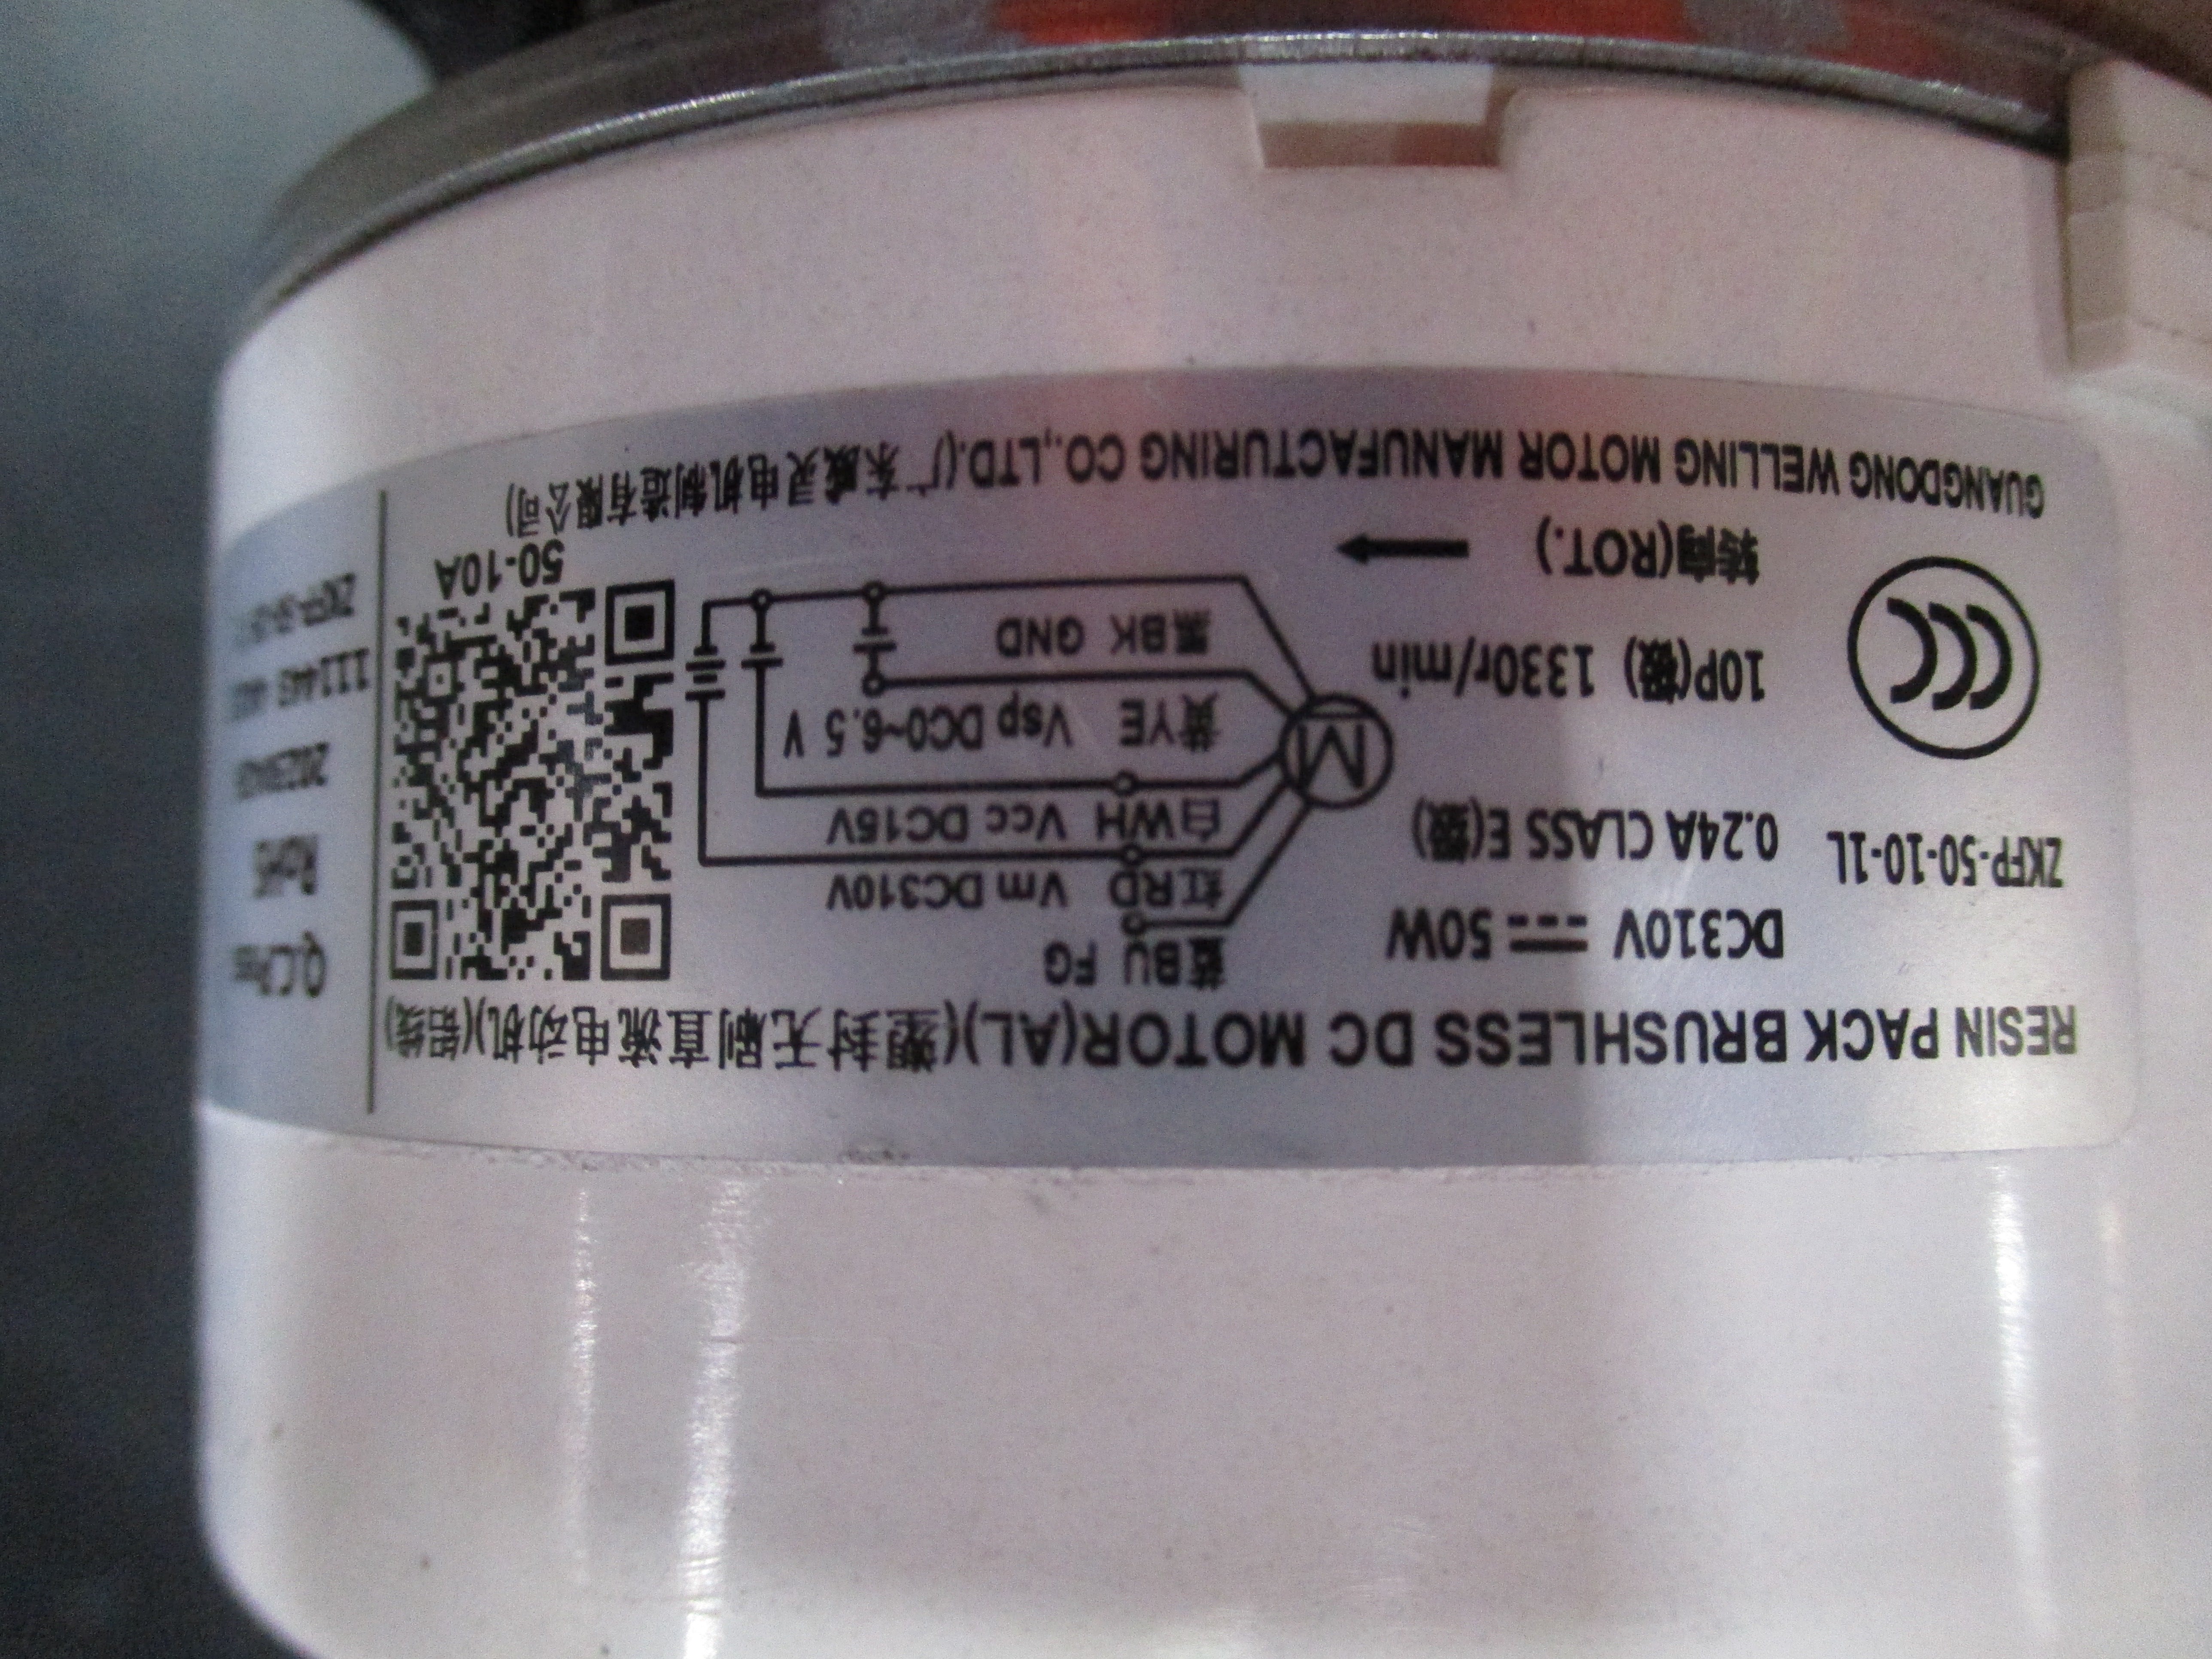 RESIN PACK BRUSHLESS DC MOTOR(AL)(塑封无刷直流电动机)(铝线)
ZKFP-50-10-1L
DC310V 50W
0.24A CLASS E(级)
CCC
10P(极) 1330r/min
转向(ROT.)
蓝BU FG
红RD Vm DC310V
白WH Vcc DC15V
黄YE Vsp DC0~6.5 V
黑BK GND
M
50-10A
GUANGDONG WELLING MOTOR MANUFACTURING CO.,LTD.(广东威灵电机制造有限公司)
RoHS